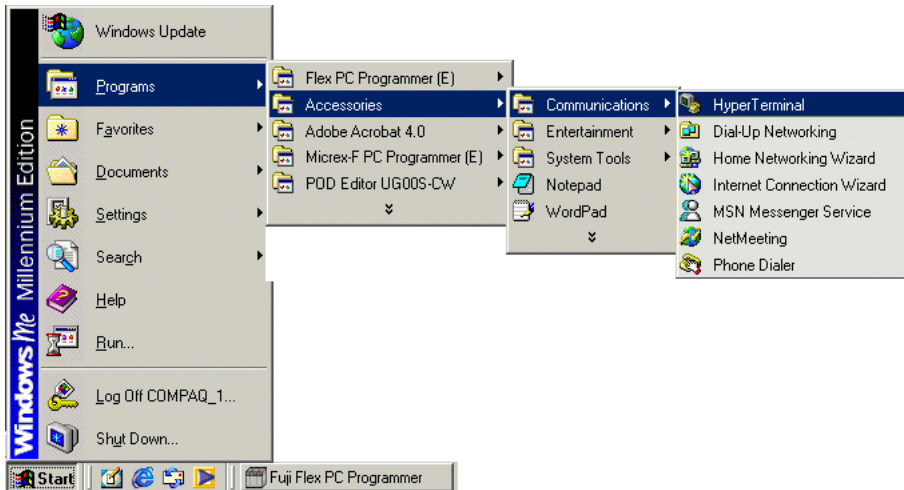 Windows Me Millennium Edition
Windows Update
Programs
Favorites
Documents
Settings
Search
Help
Run...
Log Off COMPAQ_1...
Shut Down...
Flex PC Programmer (E)
Accessories
Adobe Acrobat 4.0
Micrex-F PC Programmer (E)
POD Editor UG00S-CW
Communications
Entertainment
System Tools
Notepad
WordPad
HyperTerminal
Dial-Up Networking
Home Networking Wizard
Internet Connection Wizard
MSN Messenger Service
NetMeeting
Phone Dialer
Start
Fuji Flex PC Programmer